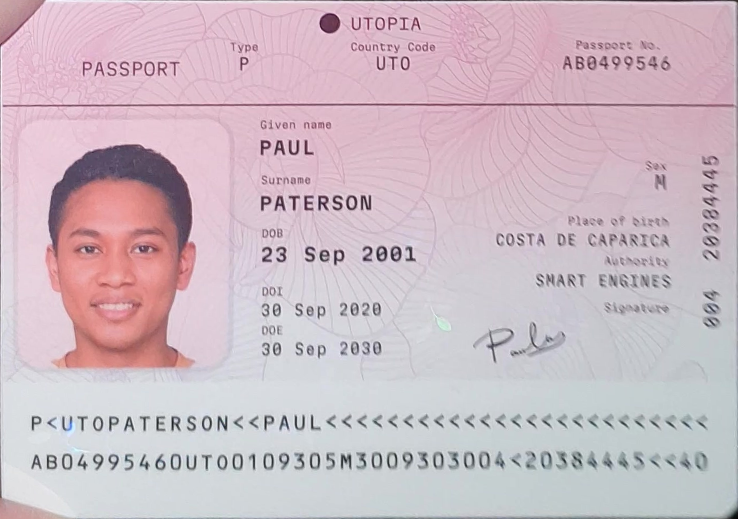 UTOPIA
PASSPORT
Type
P
Country Code
UTO
Passport No.
AB0499546
Given name
PAUL
Surname
PATERSON
DOB
23 Sep 2001
DOI
30 Sep 2020
DOE
30 Sep 2030
Sex
M
Place of birth
COSTA DE CAPARICA
Authority
SMART ENGINES
Signature
Paulas
004 20384445
P<UTOPATERSON<<PAUL<<<<<<<<<<<<<<<<<<<<<<<<<
AB04995460UTO0109305M3009303004<20384445<<40